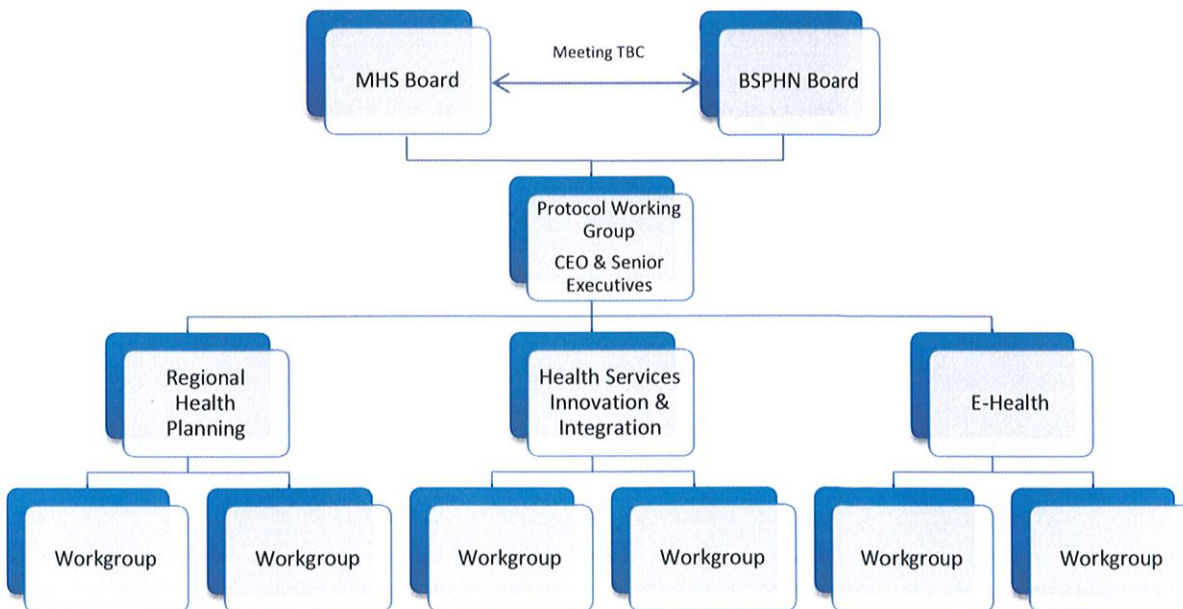 Meeting TBC
MHS Board
BSPHN Board
Protocol Working
Group
CEO & Senior
Executives
Regional
Health
Planning
Health Services
Innovation &
Integration
E-Health
Workgroup
Workgroup
Workgroup
Workgroup
Workgroup
Workgroup